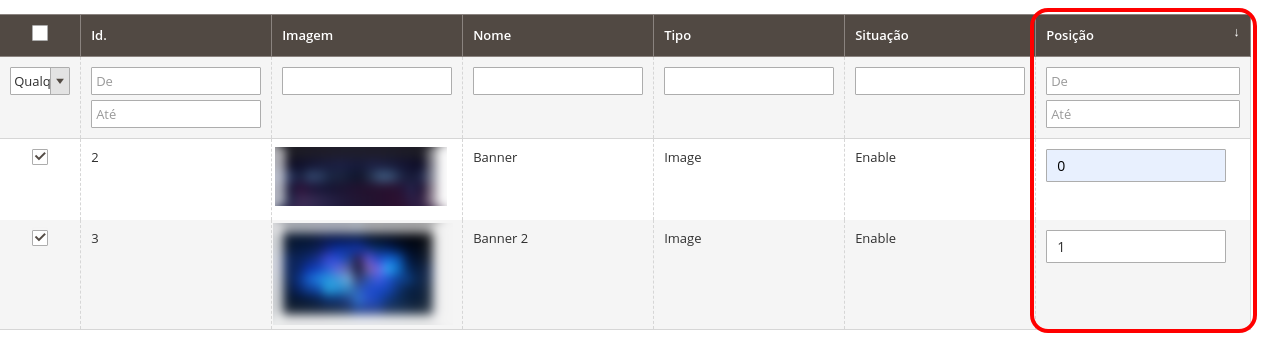 Id. Imagem Nome Tipo Situação Posição ↓
Qualq De De
Até Até
2 Banner Image Enable 0
3 Banner 2 Image Enable 1